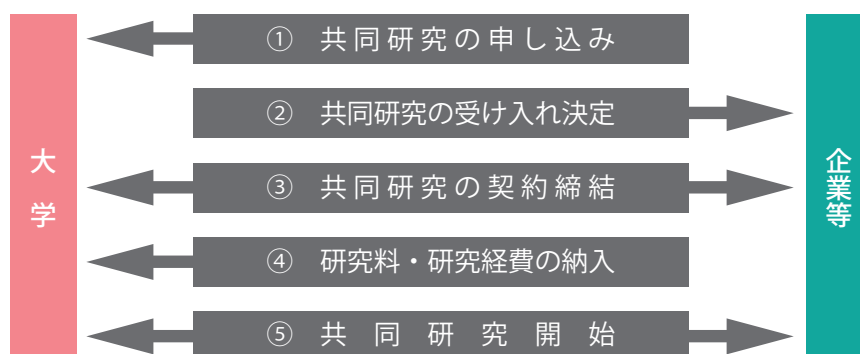 ① 共同研究の申し込み
② 共同研究の受け入れ決定
大学
③ 共同研究の契約締結
企業等
④ 研究料・研究経費の納入
⑤ 共同研究開始